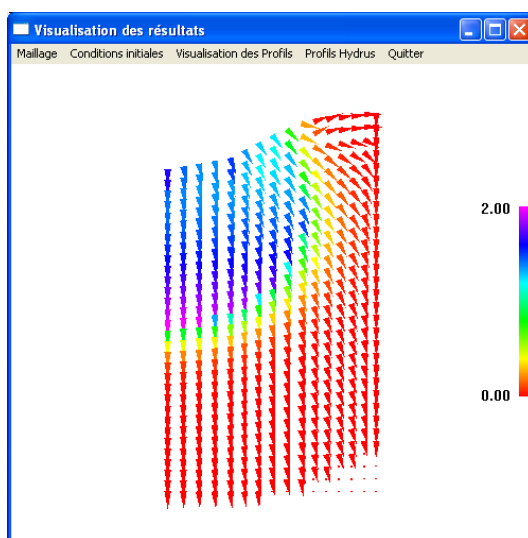 Visualisation des résultats
Maillage Conditions initiales Visualisation des Profils Profils Hydrus Quitter
2.00
0.00